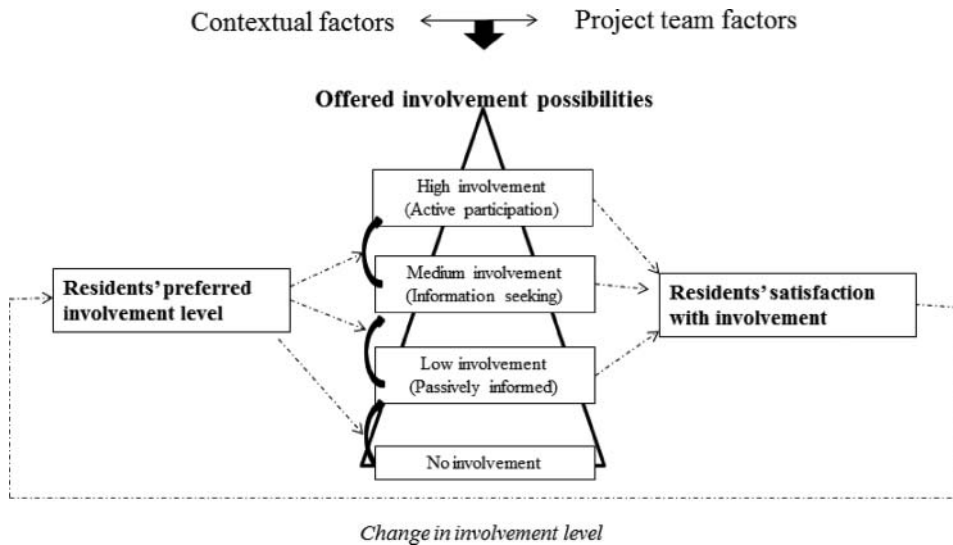 Contextual factors
Project team factors
Offered involvement possibilities
High involvement
(Active participation)
Medium involvement
(Information seeking)
Residents' preferred
involvement level
Residents' satisfaction
with involvement
Low involvement
(Passively informed)
No involvement
Change in involvement level